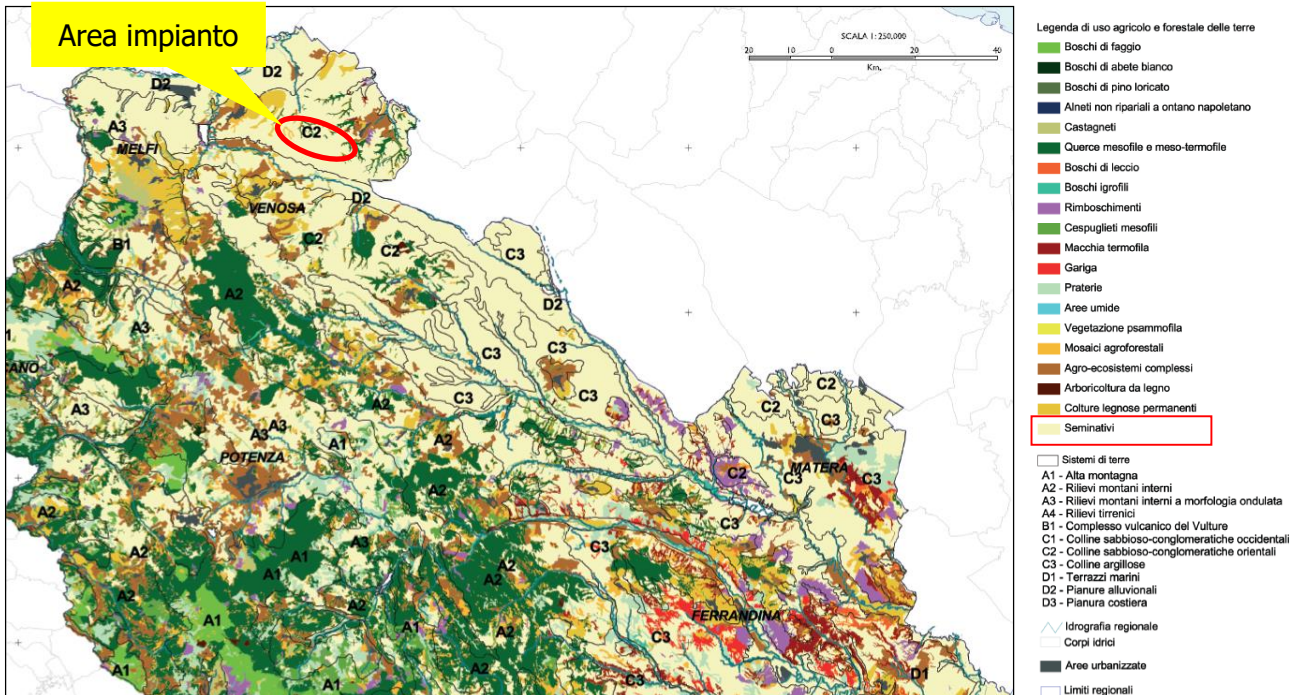 Area impianto
SCALA 1: 250,000
20 10 0 20 40
Km.
D2
D2
A3
MELFI
C2
VENOSA
D2
C2
C2
C3
B1
A2
A2
A3
D2
C3
C3
C3
C3
C2
C2
C3
A3
A2
A3
A3
A1
A2
POTENZA
C2
MATERA
C3
C3
C3
A2
A2
A1
A3
A1
A2
A2
A2
C3
FERRANDINA
A2
A2
A1
A1
A2
C3
A2
A1
A1
C3
D1
Legenda di uso agricolo e forestale delle terre
Boschi di faggio
Boschi di abete bianco
Boschi di pino loricato
Alneti non ripariali a ontano napoletano
Castagneti
Querce mesofile e meso-termofile
Boschi di leccio
Boschi igrofili
Rimboschimenti
Cespuglieti mesofili
Macchia termofila
Gariga
Praterie
Aree umide
Vegetazione psammofila
Mosaici agroforestali
Agro-ecosistemi complessi
Arboricoltura da legno
Colture legnose permanenti
Seminativi
Sistemi di terre
A1 - Alta montagna
A2 - Rilievi montani interni
A3 - Rilievi montani interni a morfologia ondulata
A4 - Rilievi tirrenici
B1 - Complesso vulcanico del Vulture
C1 - Colline sabbioso-conglomeratiche occidentali
C2 - Colline sabbioso-conglomeratiche orientali
C3 - Colline argillose
D1 - Terrazzi marini
D2 - Pianure alluvionali
D3 - Pianura costiera
Idrografia regionale
Corpi idrici
Aree urbanizzate
Limiti regionali